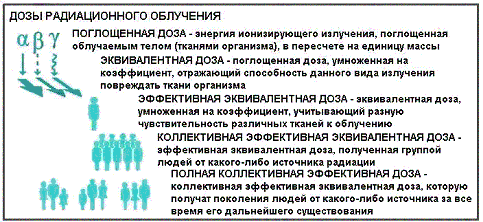 ДОЗЫ РАДИАЦИОННОГО ОБЛУЧЕНИЯ
α β γ
ПОГЛОЩЕННАЯ ДОЗА - энергия ионизирующего излучения, поглощенная
облучаемым телом (тканями организма), в пересчете на единицу массы
ЭКВИВАЛЕНТНАЯ ДОЗА - поглощенная доза, умноженная на
коэффициент, отражающий способность данного вида излучения
повреждать ткани организма
ЭФФЕКТИВНАЯ ЭКВИВАЛЕНТНАЯ ДОЗА - эквивалентная доза,
умноженная на коэффициент, учитывающий разную
чувствительность различных тканей к облучению
КОЛЛЕКТИВНАЯ ЭФФЕКТИВНАЯ ЭКВИВАЛЕНТНАЯ ДОЗА -
эффективная эквивалентная доза, полученная группой
людей от какого-либо источника радиации
ПОЛНАЯ КОЛЛЕКТИВНАЯ ЭФФЕКТИВНАЯ ДОЗА -
коллективная эффективная эквивалентная доза, которую
получат поколения людей от какого-либо источника за все
время его дальнейшего существования